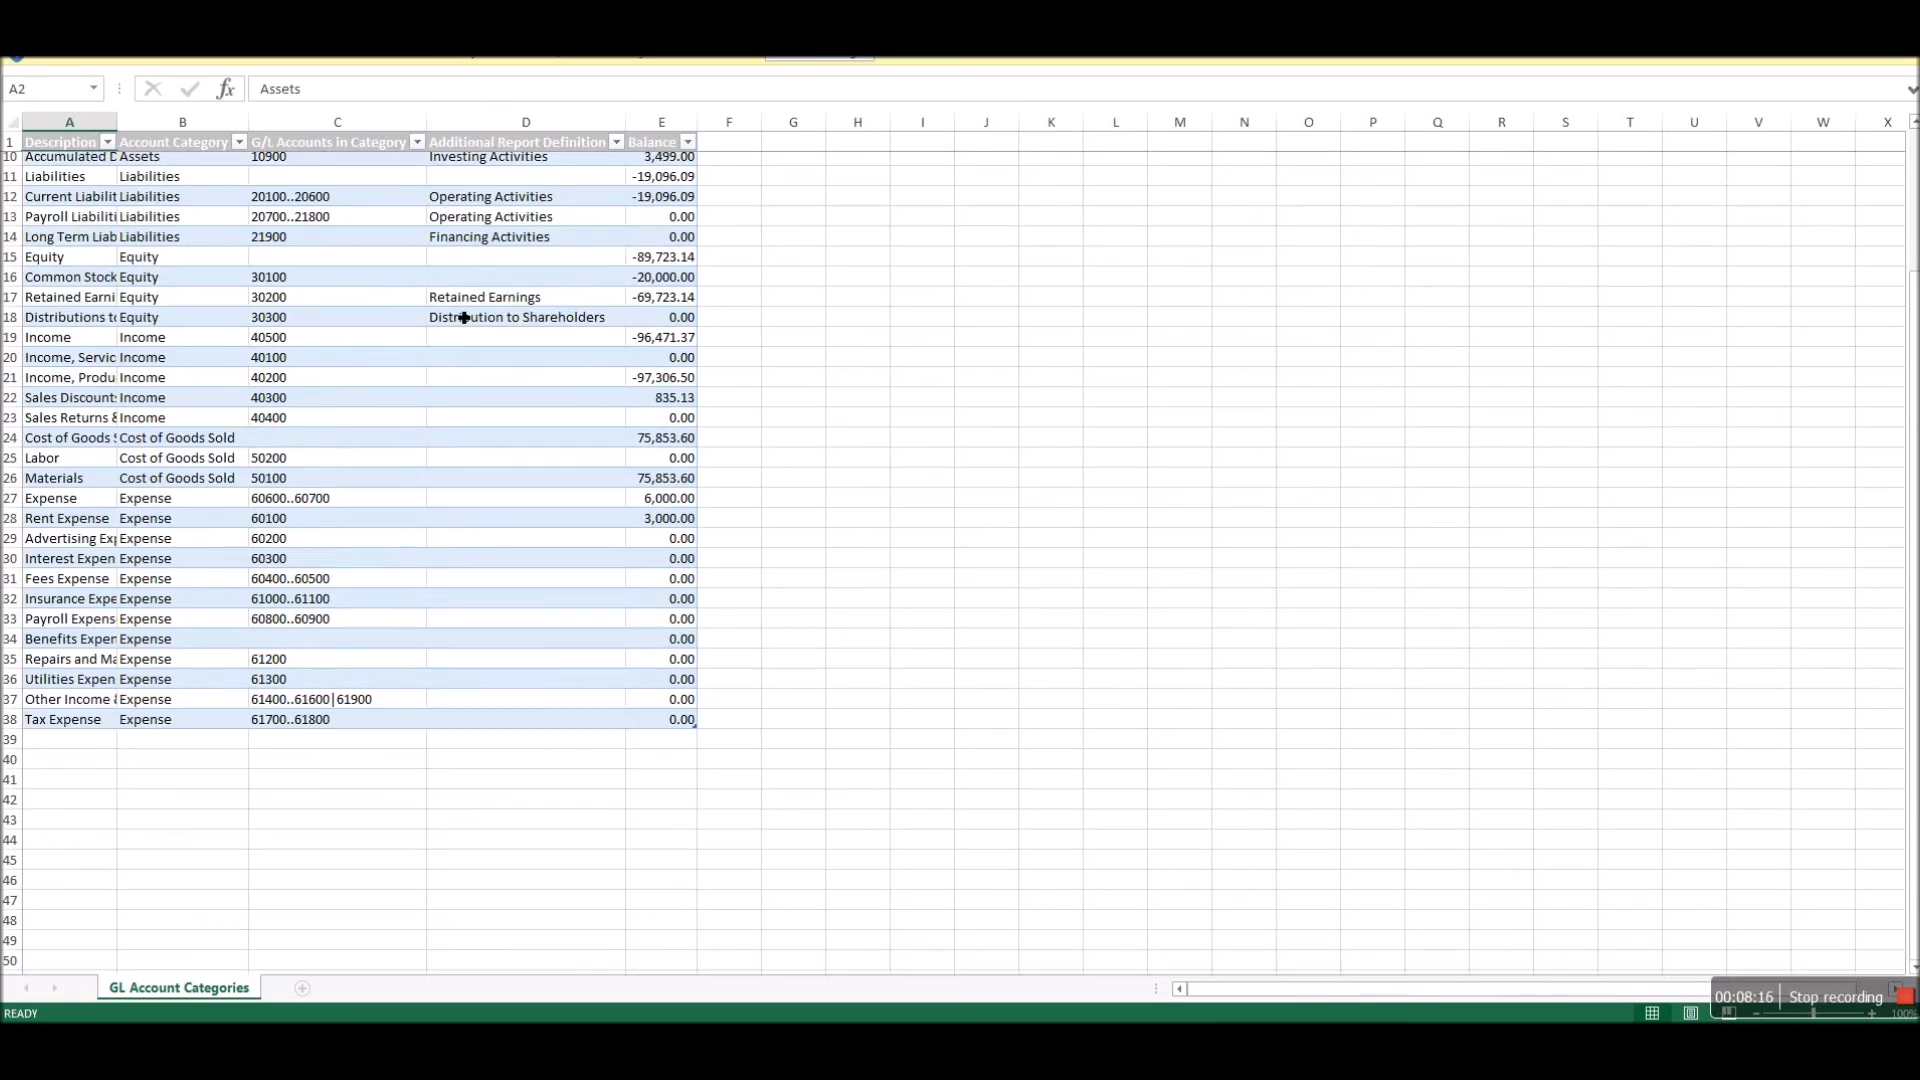 A2 fx Assets
A B C D E F G H I J K L M N O P Q R S T U V W X
1 Description Account Category G/L Accounts in Category Additional Report Definition Balance
10 Accumulated D Assets 10900 Investing Activities 3,499.00
11 Liabilities Liabilities -19,096.09
12 Current Liabilit Liabilities 20100..20600 Operating Activities -19,096.09
13 Payroll Liabiliti Liabilities 20700..21800 Operating Activities 0.00
14 Long Term Liab Liabilities 21900 Financing Activities 0.00
15 Equity Equity -89,723.14
16 Common Stock Equity 30100 -20,000.00
17 Retained Earni Equity 30200 Retained Earnings -69,723.14
18 Distributions to Equity 30300 Distribution to Shareholders 0.00
19 Income Income 40500 -96,471.37
20 Income, Servic Income 40100 0.00
21 Income, Produ Income 40200 -97,306.50
22 Sales Discounts Income 40300 835.13
23 Sales Returns & Income 40400 0.00
24 Cost of Goods S Cost of Goods Sold 75,853.60
25 Labor Cost of Goods Sold 50200 0.00
26 Materials Cost of Goods Sold 50100 75,853.60
27 Expense Expense 60600..60700 6,000.00
28 Rent Expense Expense 60100 3,000.00
29 Advertising Exp Expense 60200 0.00
30 Interest Expen Expense 60300 0.00
31 Fees Expense Expense 60400..60500 0.00
32 Insurance Expe Expense 61000..61100 0.00
33 Payroll Expens Expense 60800..60900 0.00
34 Benefits Expen Expense 0.00
35 Repairs and Ma Expense 61200 0.00
36 Utilities Expen Expense 61300 0.00
37 Other Income & Expense 61400..61600|61900 0.00
38 Tax Expense Expense 61700..61800 0.00
39
40
41
42
43
44
45
46
47
48
49
50
GL Account Categories
00:08:16 Stop recording
READY 100%